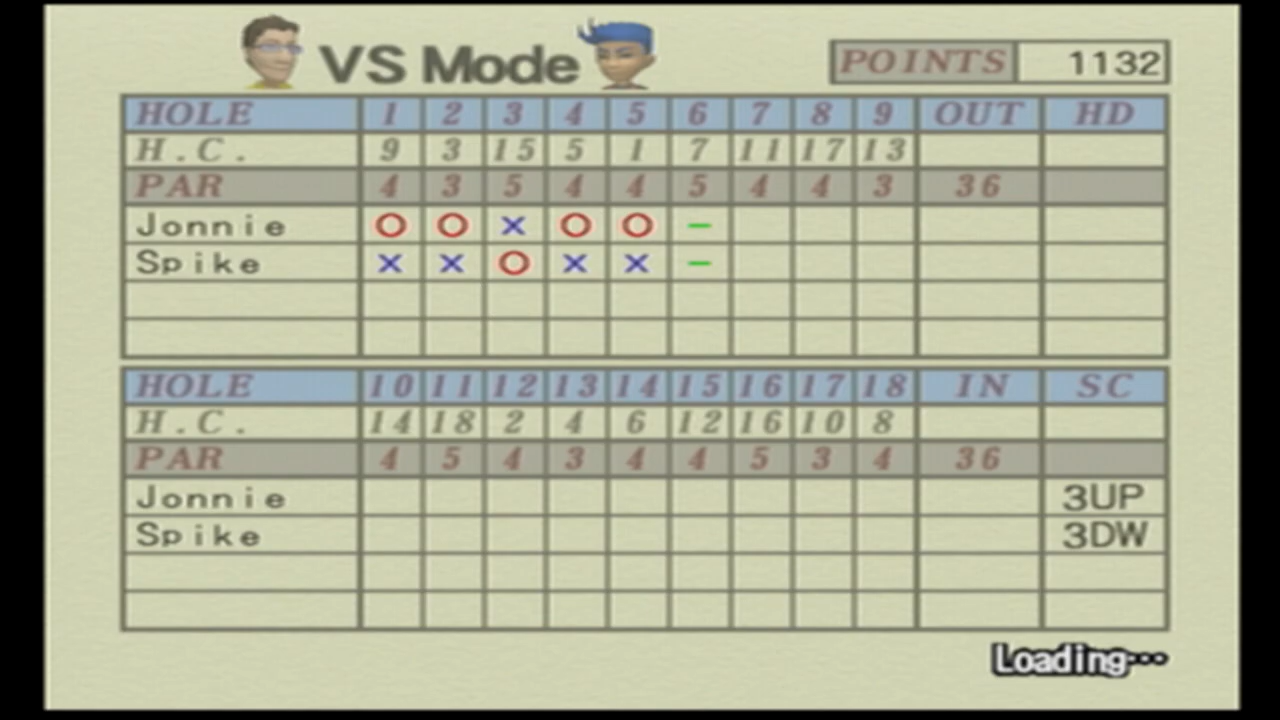 VS Mode POINTS 1132
HOLE 1 2 3 4 5 6 7 8 9 OUT HD
H.C. 9 3 15 5 1 7 11 17 13
PAR 4 3 5 4 4 5 4 4 3 36
Jonnie O O × O O –
Spike × × O × × –
HOLE 10 11 12 13 14 15 16 17 18 IN SC
H.C. 14 18 2 4 6 12 16 10 8
PAR 4 5 4 3 4 4 5 3 4 36
Jonnie 3UP
Spike 3DW
Loading···